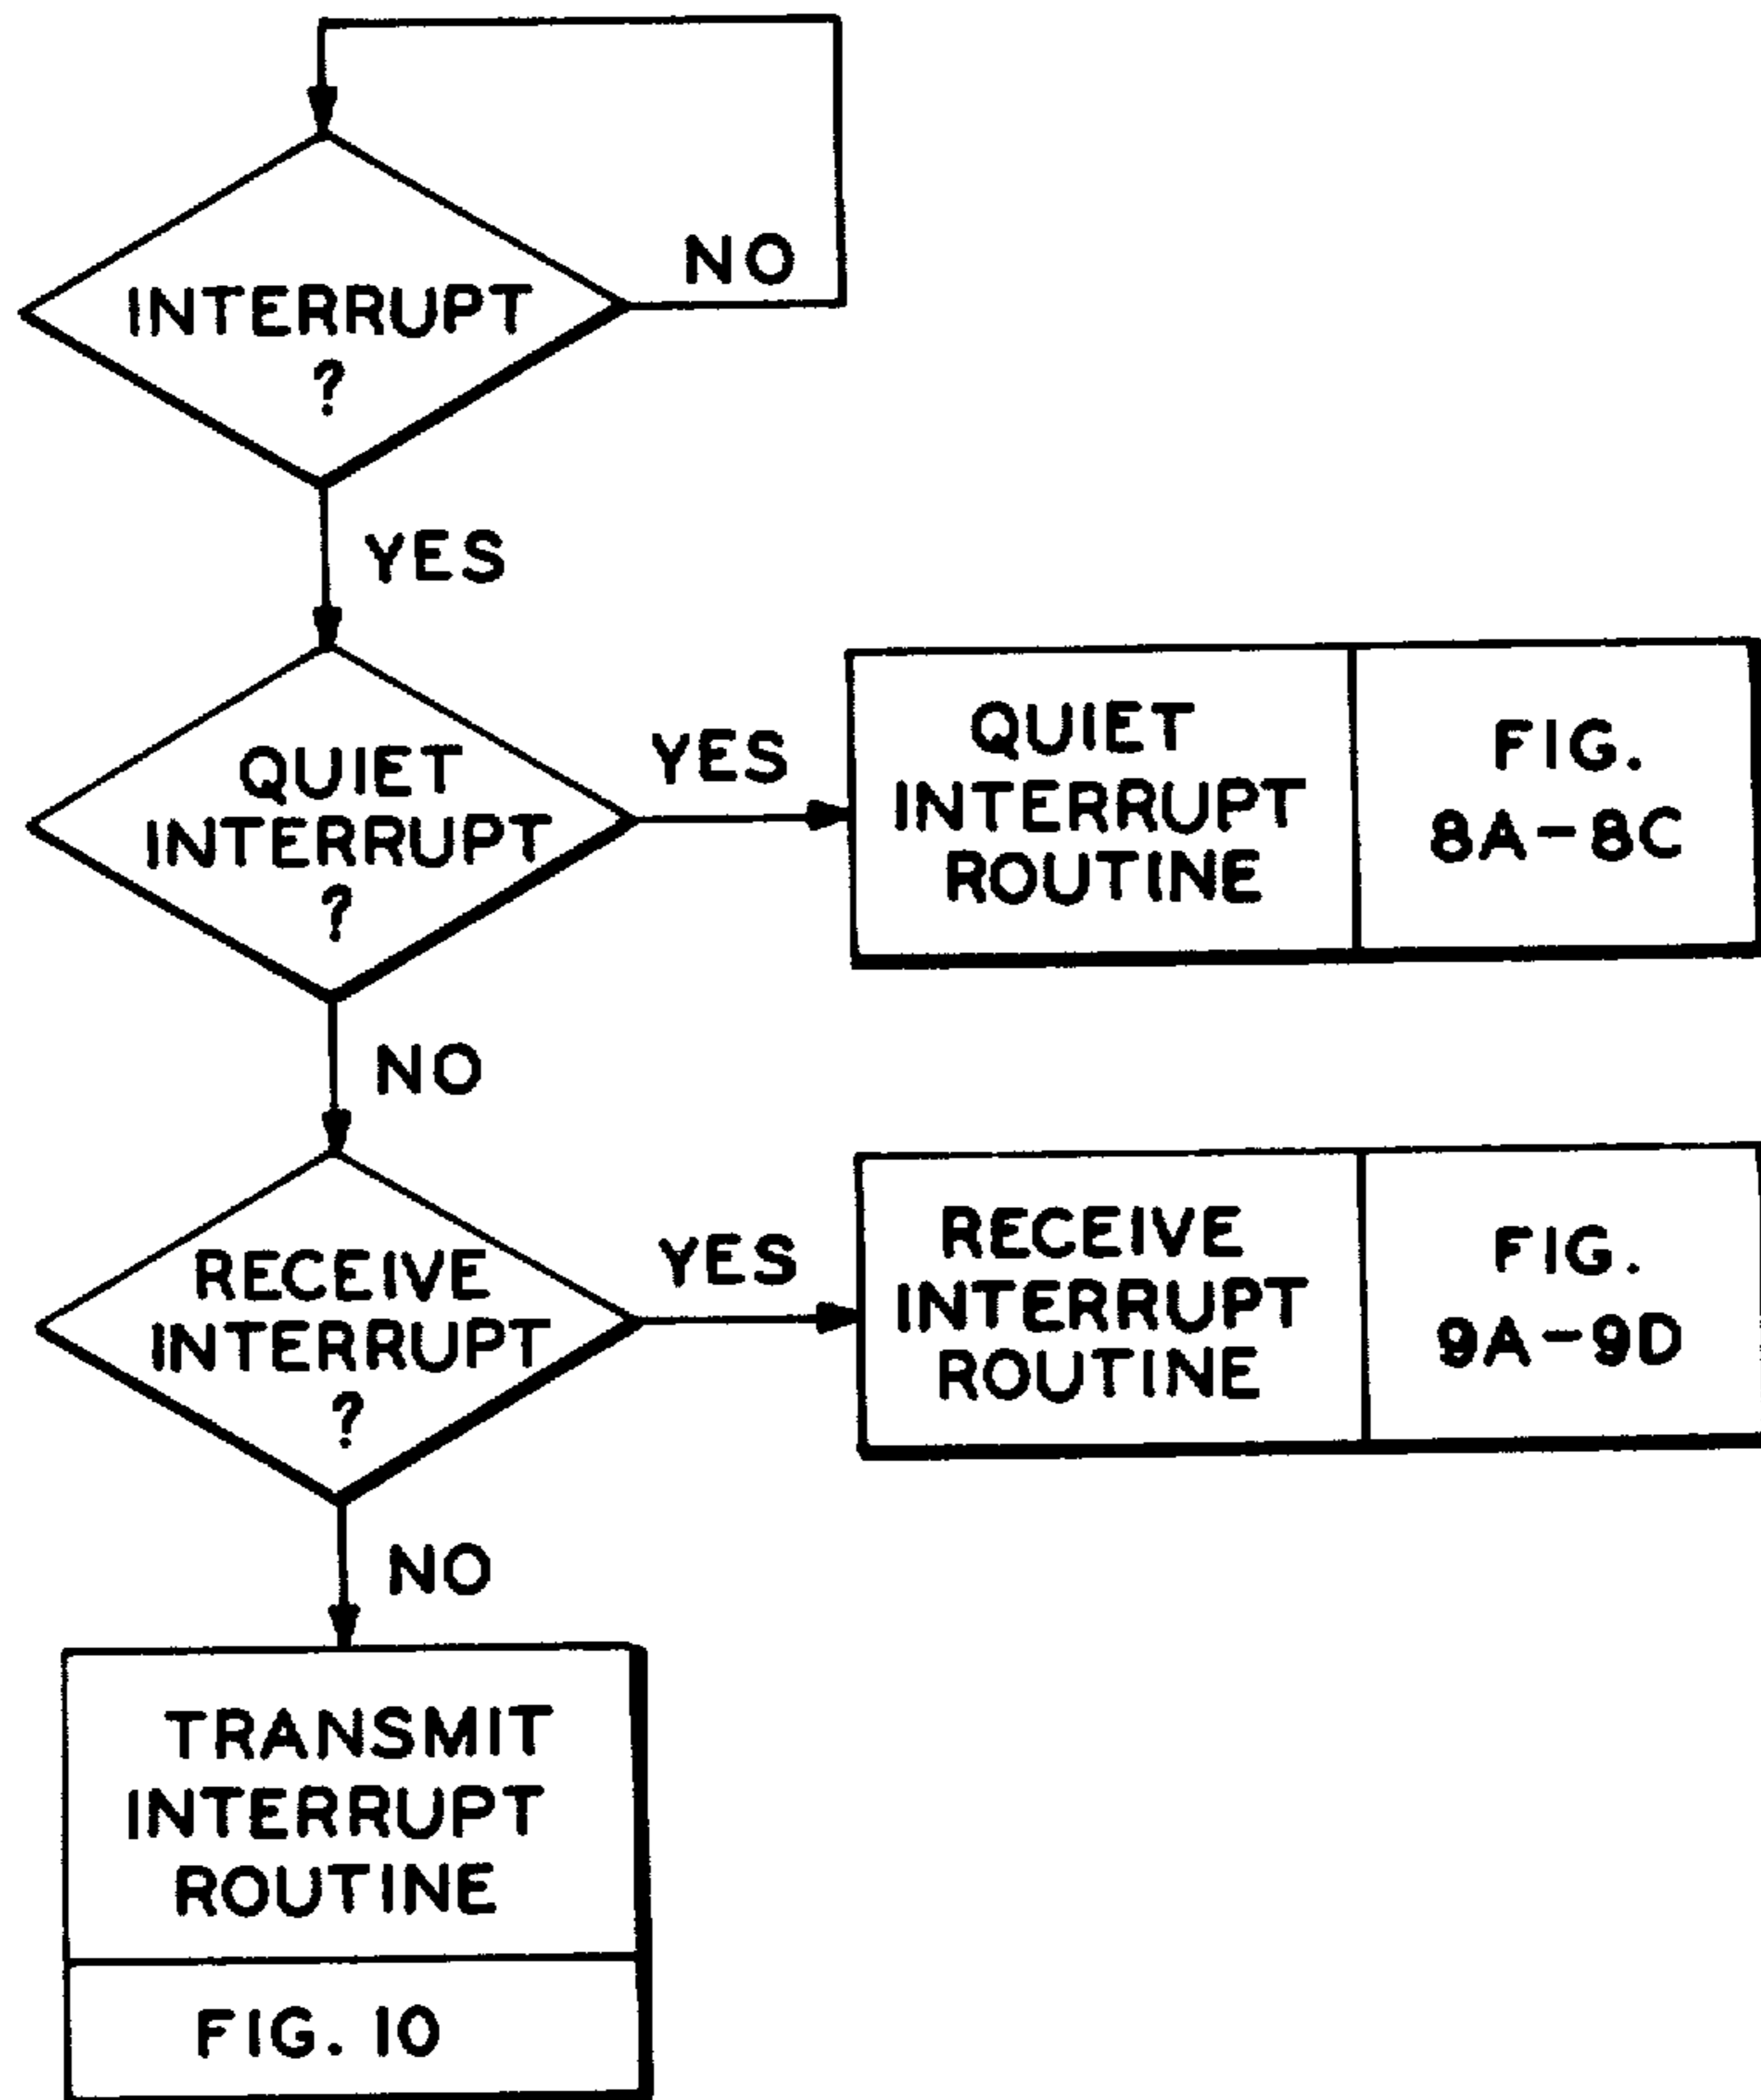 NO
INTERRUPT
?
YES
QUIET
INTERRUPT
?
YES
QUIET
INTERRUPT
ROUTINE
FIG.
8A-8C
NO
RECEIVE
INTERRUPT
?
YES
RECEIVE
INTERRUPT
ROUTINE
FIG.
9A-9D
NO
TRANSMIT
INTERRUPT
ROUTINE
FIG. 10